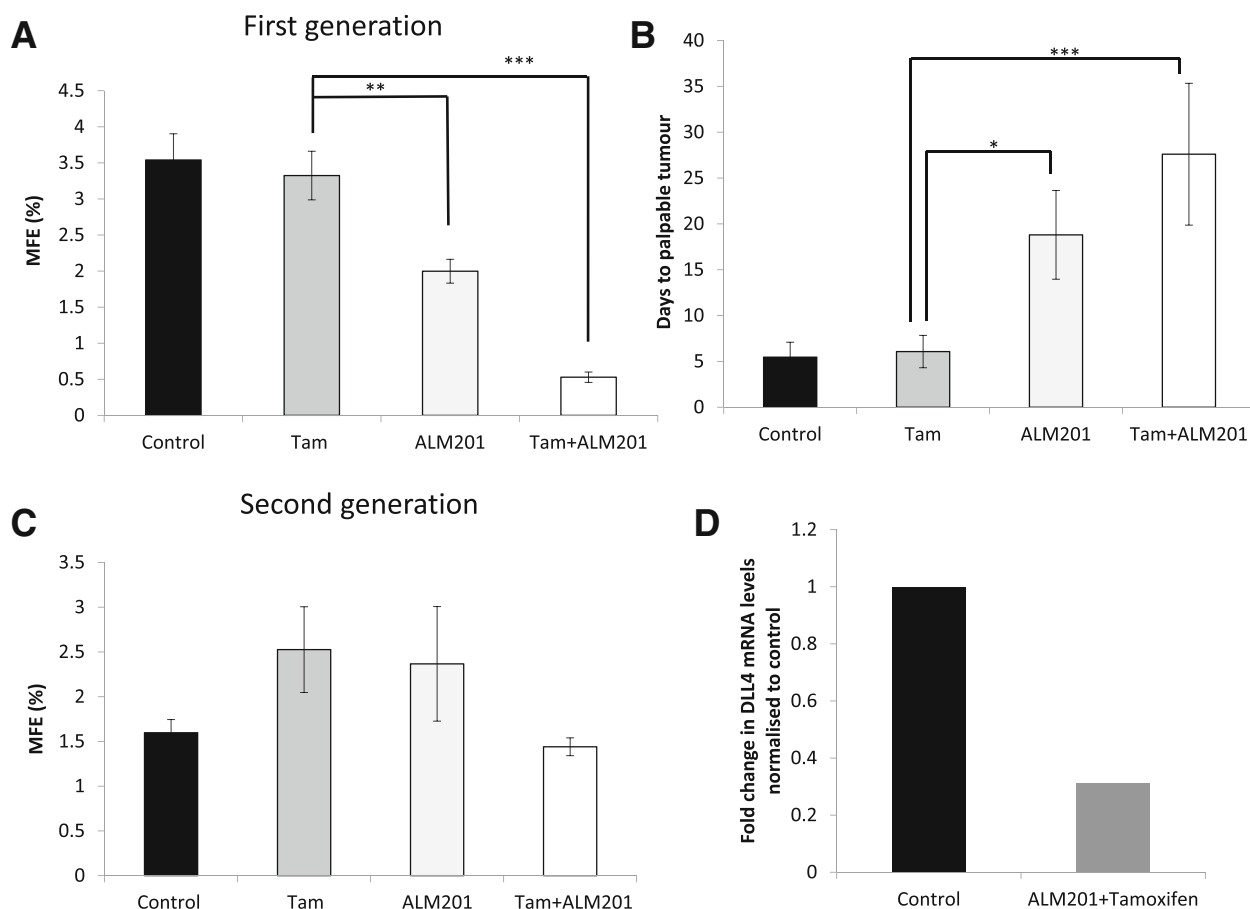 A
First generation
MFE (%)
4.5
4
3.5
3
2.5
2
1.5
1
0.5
0
**
***
Control
Tam
ALM201
Tam+ALM201
B
Days to palpable tumour
40
35
30
25
20
15
10
5
0
***
*
Control
Tam
ALM201
Tam+ALM201
C
Second generation
MFE (%)
3.5
3
2.5
2
1.5
1
0.5
0
Control
Tam
ALM201
Tam+ALM201
D
Fold change in DLL4 mRNA levels
normalised to control
1.2
1
0.8
0.6
0.4
0.2
0
Control
ALM201+Tamoxifen